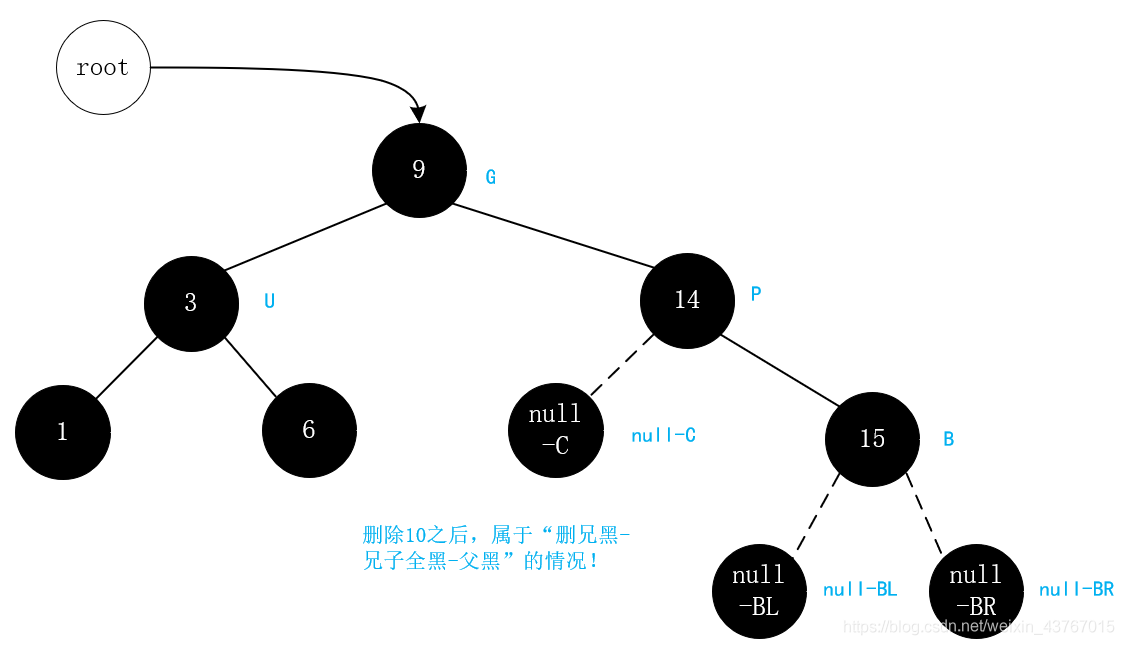 root
9
G
3
U
14
P
1
6
null
-C
null-C
15
B
删除10之后，属于“删兄黑-
兄子全黑-父黑”的情况！
null
-BL
null-BL
null
-BR
null-BR
https://blog.csdn.net/weixin_43767015